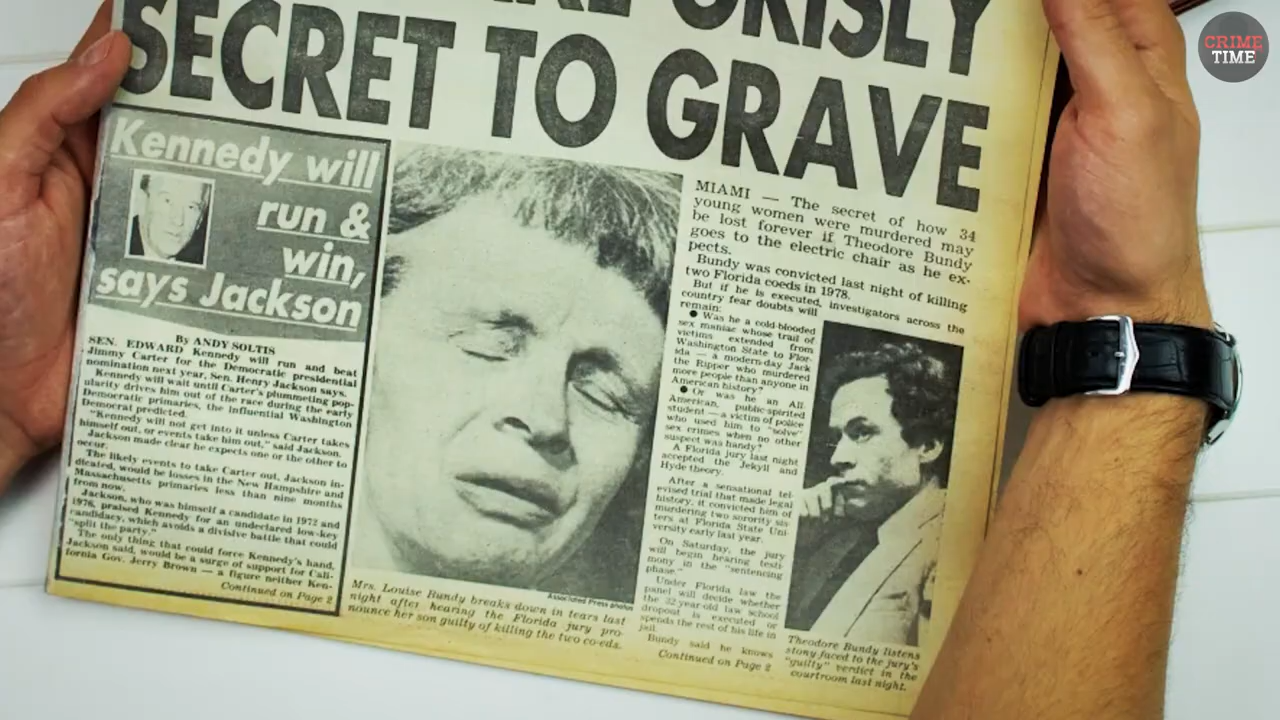 GRISLY
SECRET TO GRAVE
CRIME
TIME
Kennedy will
run &
win,
says Jackson
By ANDY SOLTIS
SEN. EDWARD Kennedy will run and beat
Jimmy Carter for the Democratic presidential
nomination next year, Sen. Henry Jackson says.
Kennedy will wait until Carter's plummeting pop-
ularity drives him out of the race during the early
Democratic primaries, the influential Washington
Democrat predicted.
"Kennedy will not get into it unless Carter takes
himself out, or events take him out," said Jackson.
Jackson made clear he expects one or the other to
occur.
The likely events to take Carter out, Jackson in-
dicated, would be losses in the New Hampshire and
Massachusetts primaries less than nine months
from now.
Jackson, who was himself a candidate in 1972 and
1976, praised Kennedy for an undeclared low-key
candidacy, which avoids a divisive battle that could
"split the party."
The only thing that could force Kennedy's hand,
Jackson said, would be a surge of support for Cali-
fornia Gov. Jerry Brown — a figure neither Ken-
Continued on Page 2
Associated Press photos
Mrs. Louise Bundy breaks down in tears last
night after hearing the Florida jury pro-
nounce her son guilty of killing the two co-eds.
MIAMI — The secret of how 34
young women were murdered may
be lost forever if Theodore Bundy
goes to the electric chair as he ex-
pects.
Bundy was convicted last night of killing
two Florida coeds in 1978.
But if he is executed, investigators across the
country fear doubts will
remain:
● Was he a cold-blooded
sex maniac whose trail of
victims extended from
Washington State to Flor-
ida — a modern-day Jack
the Ripper who murdered
more people than anyone in
American history?
● Or was he an All
American, public-spirited
student — a victim of police
who used him to "solve"
sex crimes when no other
suspect was handy?
A Florida jury last night
accepted the Jekyll and
Hyde theory.
After a sensational tel-
evised trial that made legal
history, it convicted him of
murdering two sorority sis-
ters at Florida State Uni-
versity early last year.
On Saturday, the jury
will begin hearing testi-
mony in the "sentencing
phase."
Under Florida law the
panel will decide whether
the 32-year-old law school
dropout is executed or
spends the rest of his life in
jail.
Bundy said he knows
Continued on Page 2
Theodore Bundy listens
stony faced to the jury's
"guilty" verdict in the
courtroom last night.